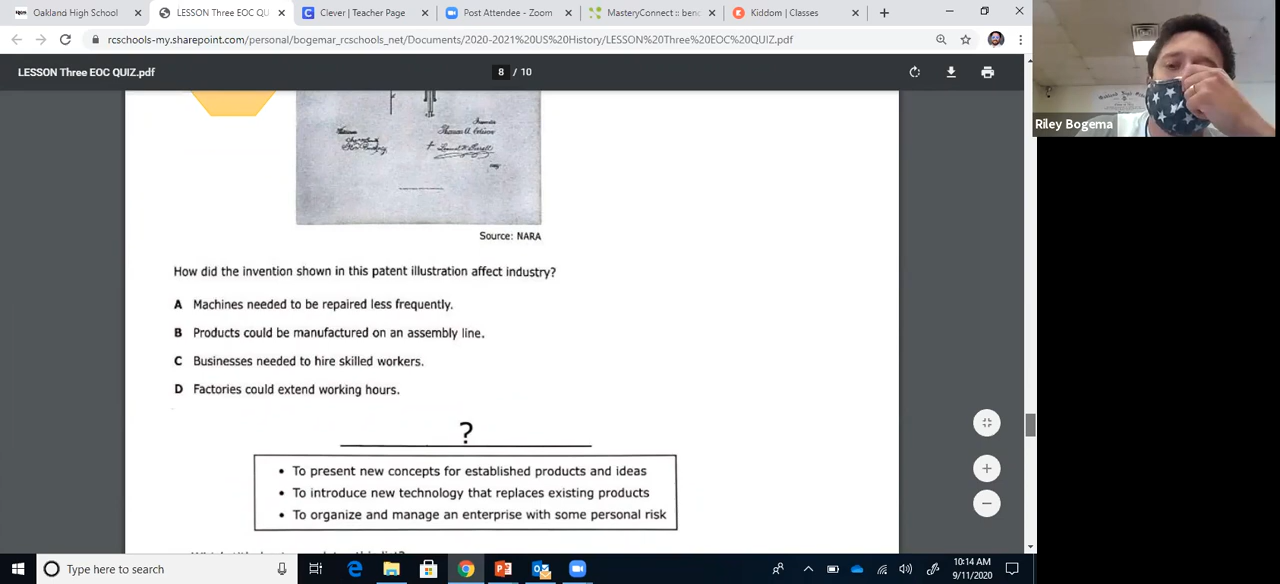 Oakland High School
LESSON Three EOC QU
Clever | Teacher Page
Post Attendee - Zoom
MasteryConnect :: benc
Kiddom | Classes
rcschools-my.sharepoint.com/personal/bogemar_rcschools_net/Documents/2020-2021%20US%20History/LESSON%20Three%20EOC%20QUIZ.pdf
LESSON Three EOC QUIZ.pdf
8 / 10
Riley Bogema
Thomas A. Edison
Source: NARA
How did the invention shown in this patent illustration affect industry?
A Machines needed to be repaired less frequently.
B Products could be manufactured on an assembly line.
C Businesses needed to hire skilled workers.
D Factories could extend working hours.
?
• To present new concepts for established products and ideas
• To introduce new technology that replaces existing products
• To organize and manage an enterprise with some personal risk
Type here to search
10:14 AM
9/11/2020